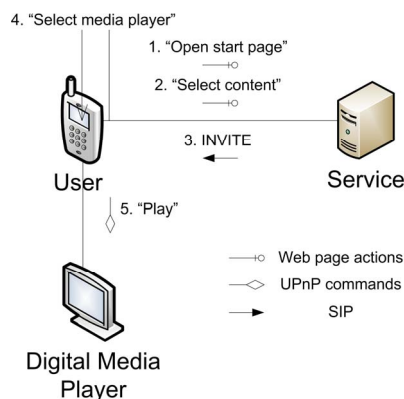 4. “Select media player”
1. “Open start page”
2. “Select content”
3. INVITE
User
Service
5. “Play”
Web page actions
UPnP commands
SIP
Digital Media
Player